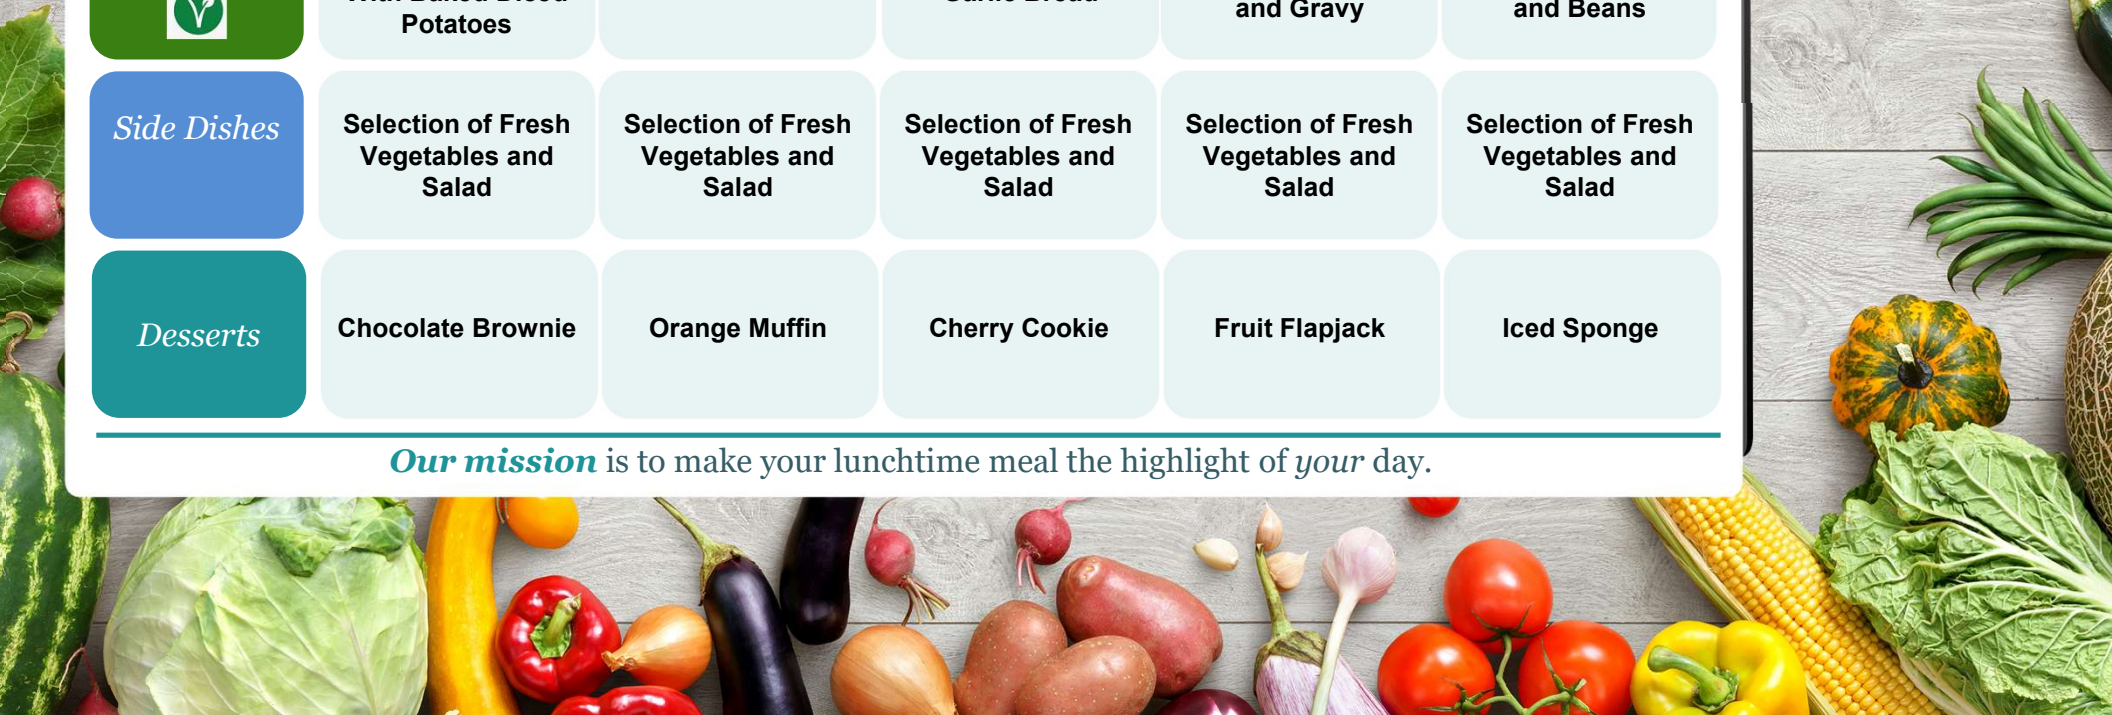 Potatoes
and Gravy
and Beans
Side Dishes
Selection of Fresh
Vegetables and
Salad
Selection of Fresh
Vegetables and
Salad
Selection of Fresh
Vegetables and
Salad
Selection of Fresh
Vegetables and
Salad
Selection of Fresh
Vegetables and
Salad
Desserts
Chocolate Brownie
Orange Muffin
Cherry Cookie
Fruit Flapjack
Iced Sponge
Our mission is to make your lunchtime meal the highlight of your day.